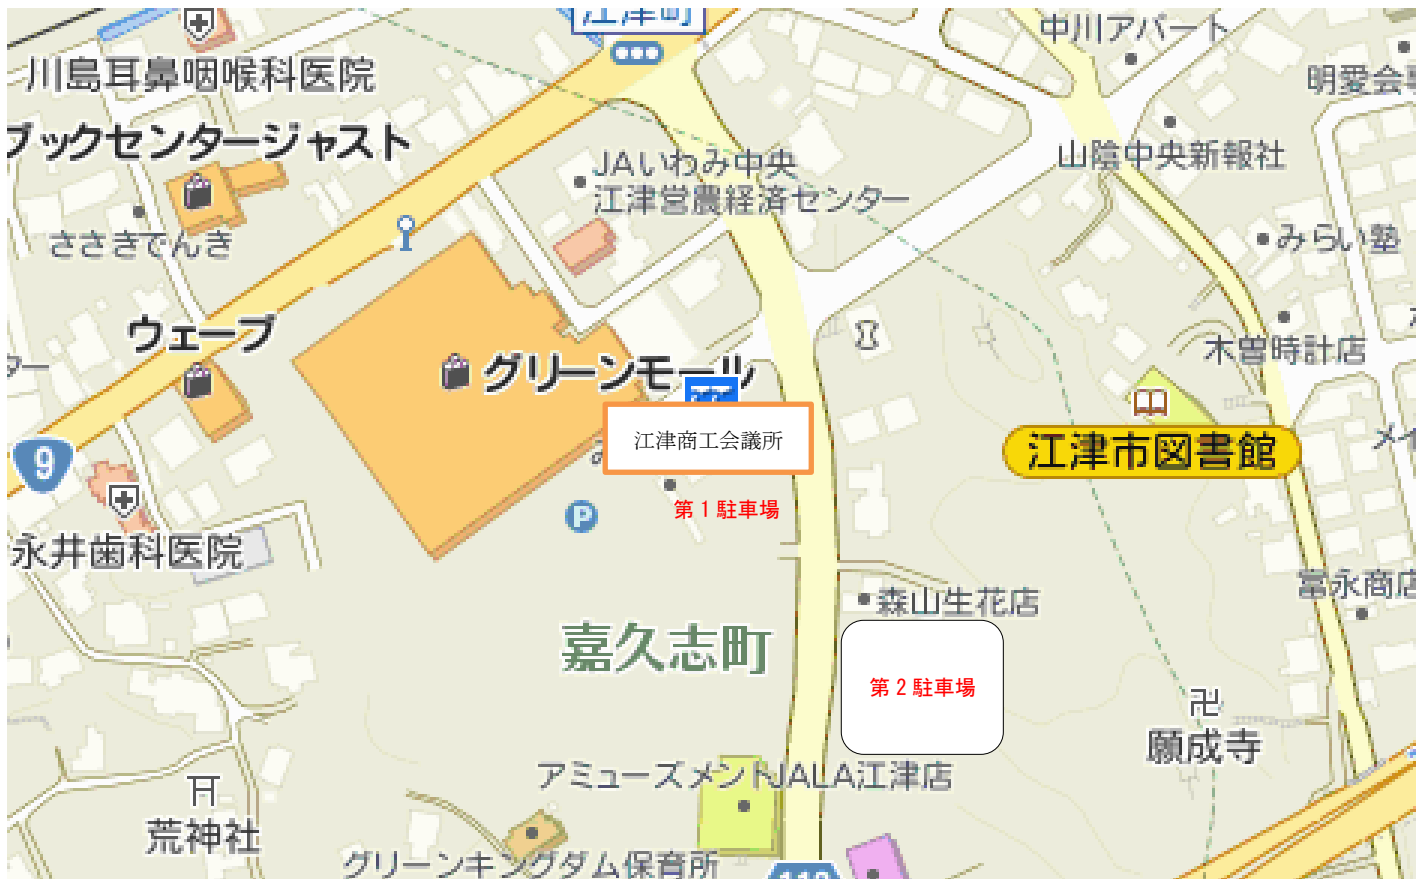 江津町
中川アパート
川島耳鼻咽喉科医院
明愛会
ブックセンタージャスト
山陰中央新報社
JAいわみ中央
江津営農経済センター
ささきでんき
みらい塾
ウェーブ
木曽時計店
グリーンモール
江津商工会議所
江津市図書館
9
P
第1駐車場
永井歯科医院
森山生花店
富永商店
嘉久志町
第2駐車場
卍
願成寺
アミューズメントJALA江津店
荒神社
グリーンキングダム保育所